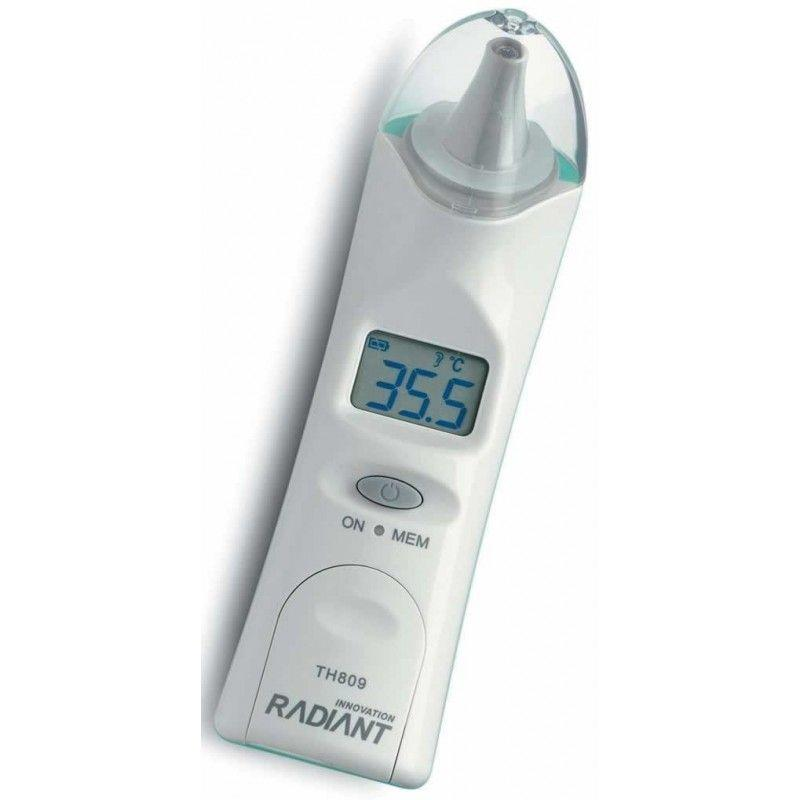 °C
35.5
ON MEM
TH809
INNOVATION
RADIANT